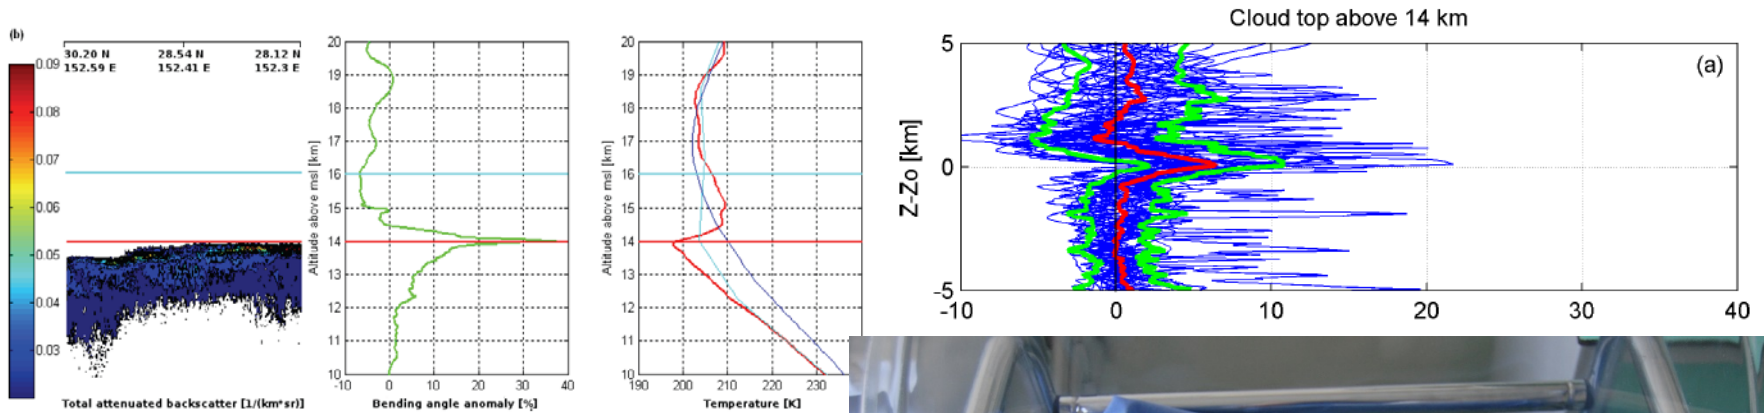 (b)
30.20 N 28.54 N 28.12 N
152.59 E 152.41 E 152.3 E
0.09
0.08
0.07
0.06
0.05
0.04
0.03
Total attenuated backscatter [1/(km*sr)]
20
19
18
17
16
15
14
13
12
11
10
Altitude above msl [km]
-10 0 10 20 30 40
Bending angle anomaly [%]
20
19
18
17
16
15
14
13
12
11
10
Altitude above msl [km]
190 200 210 220 230
Temperature [K]
Cloud top above 14 km
(a)
5
0
-5
Z-Zo [km]
-10 0 10 20 30 40